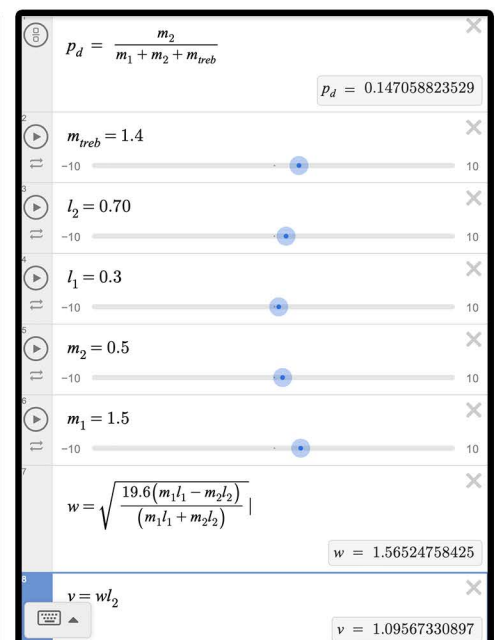 p_d = m_2 / (m_1 + m_2 + m_treb)
p_d = 0.147058823529
2
m_treb = 1.4
-10 10
3
l_2 = 0.70
-10 10
4
l_1 = 0.3
-10 10
5
m_2 = 0.5
-10 10
6
m_1 = 1.5
-10 10
7
w = √(19.6(m_1l_1 − m_2l_2) / (m_1l_1 + m_2l_2))
w = 1.56524758425
8
v = wl_2
v = 1.09567330897